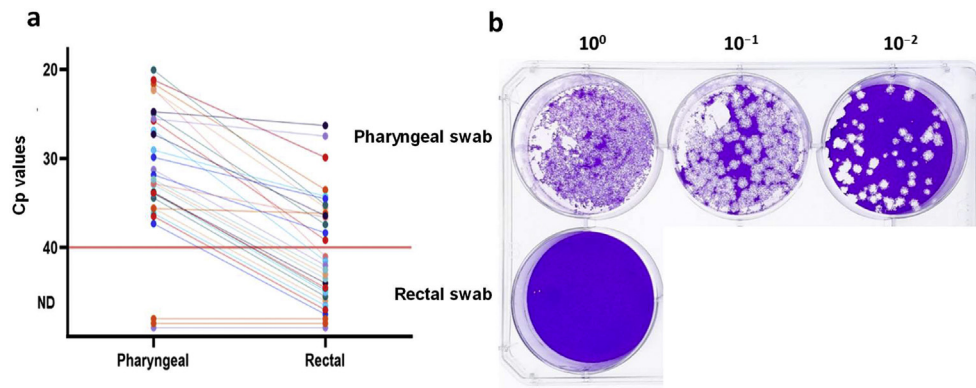 a
Cp values
20
30
40
ND
Pharyngeal
Rectal
b
10⁰
10⁻¹
10⁻²
Pharyngeal swab
Rectal swab